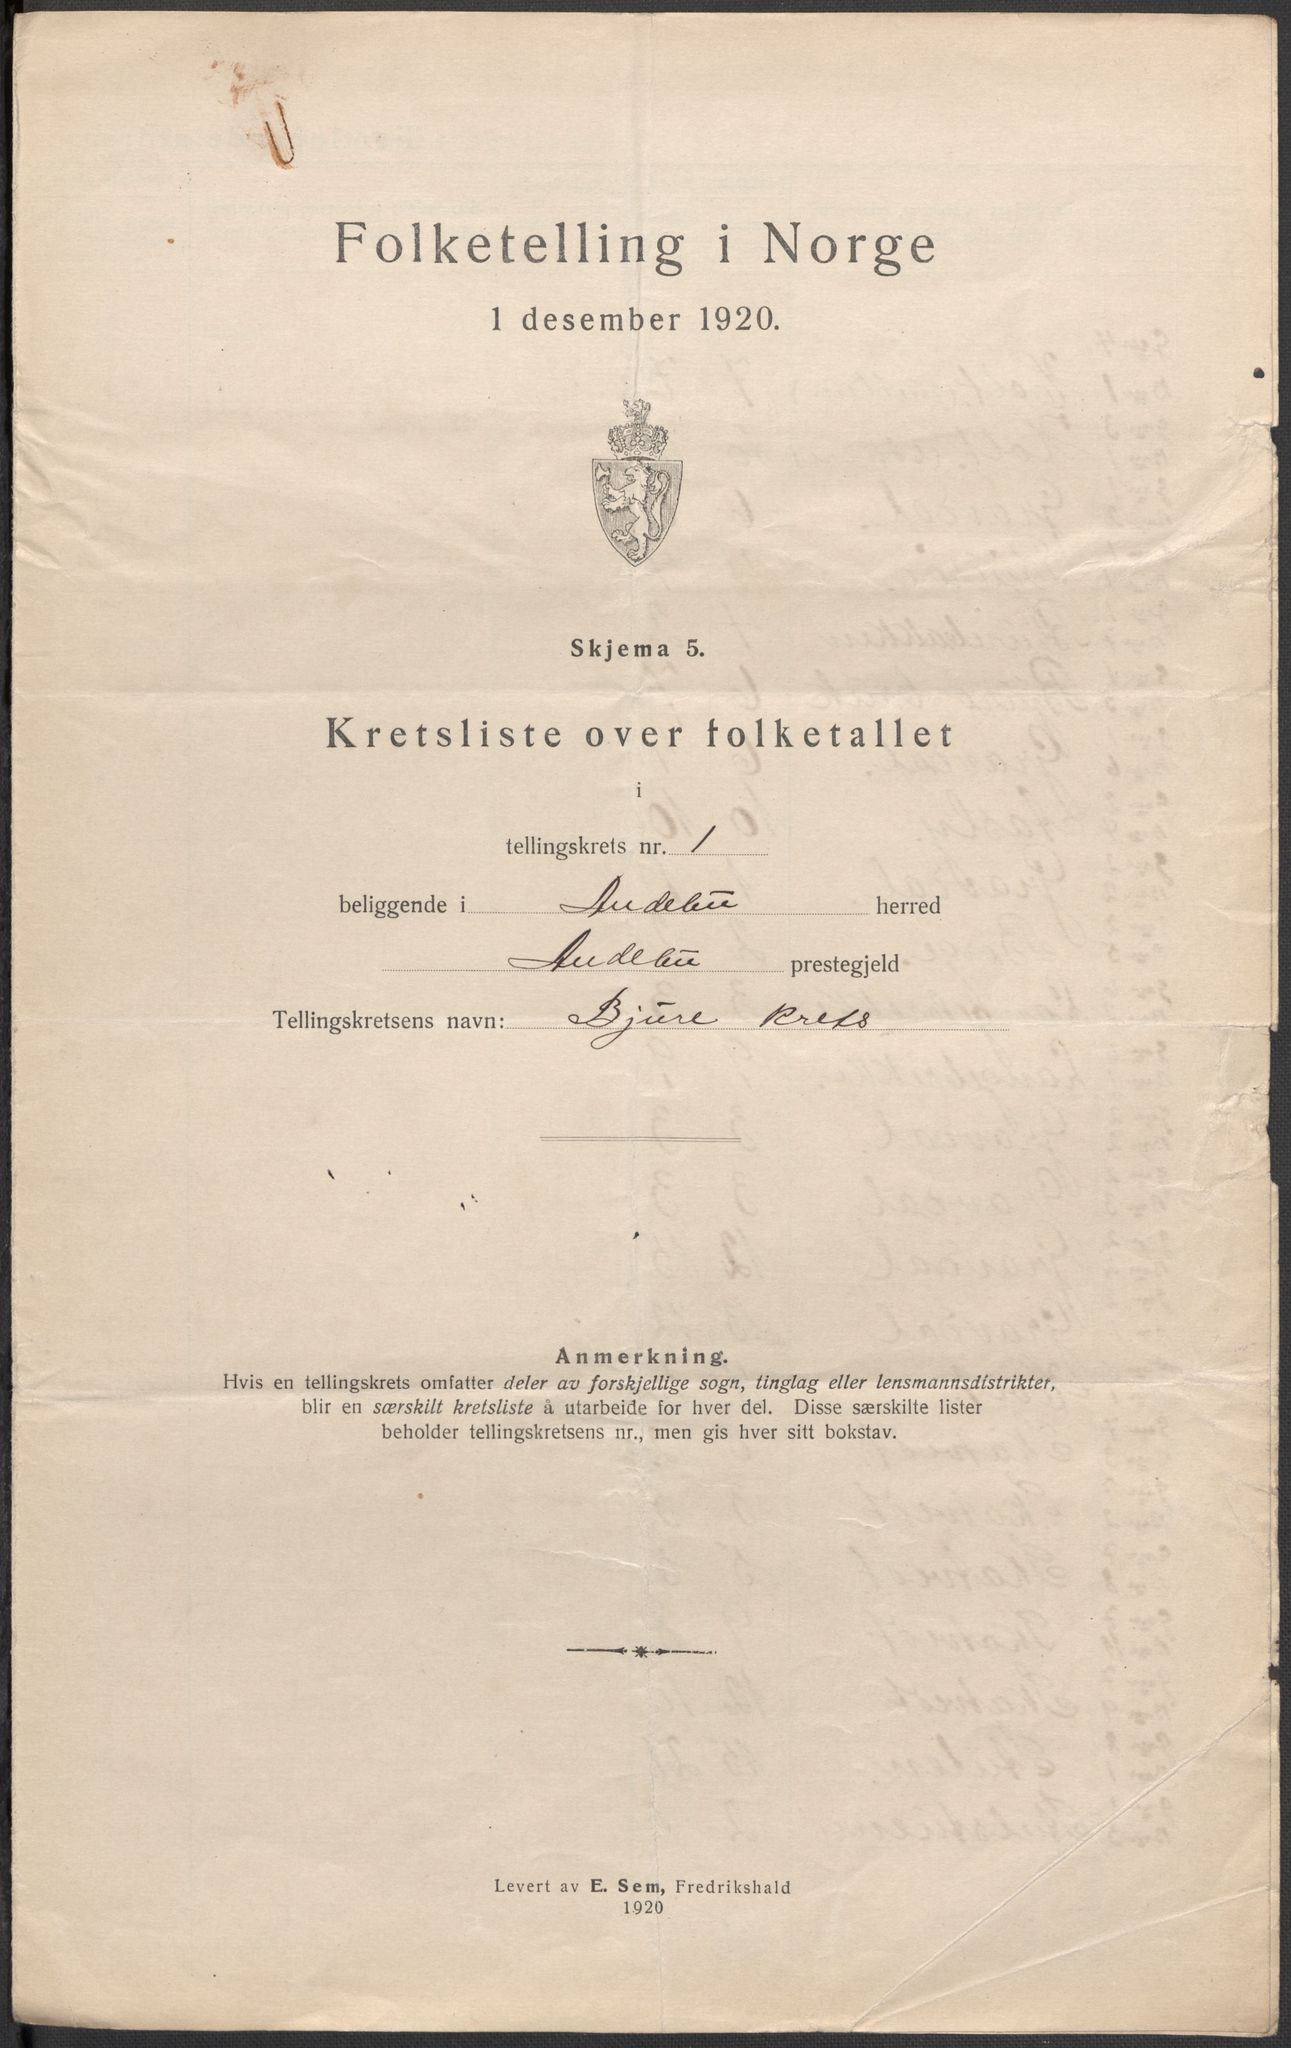 Folketelling i Norge
1 desember 1920.
Skjema 5.
Kretsliste over folketallet
i
tellingskrets nr. 1
beliggende i Andebu herred
Andebu prestegjeld
Tellingskretsens navn: Bjüre krets
Anmerkning.
Hvis en tellingskrets omfatter deler av forskjellige sogn, tinglag eller lensmannsdistrikter,
blir en særskilt kretsliste å utarbeide for hver del. Disse særskilte lister
beholder tellingskretsens nr., men gis hver sitt bokstav.
Levert av E. Sem, Fredrikshald
1920